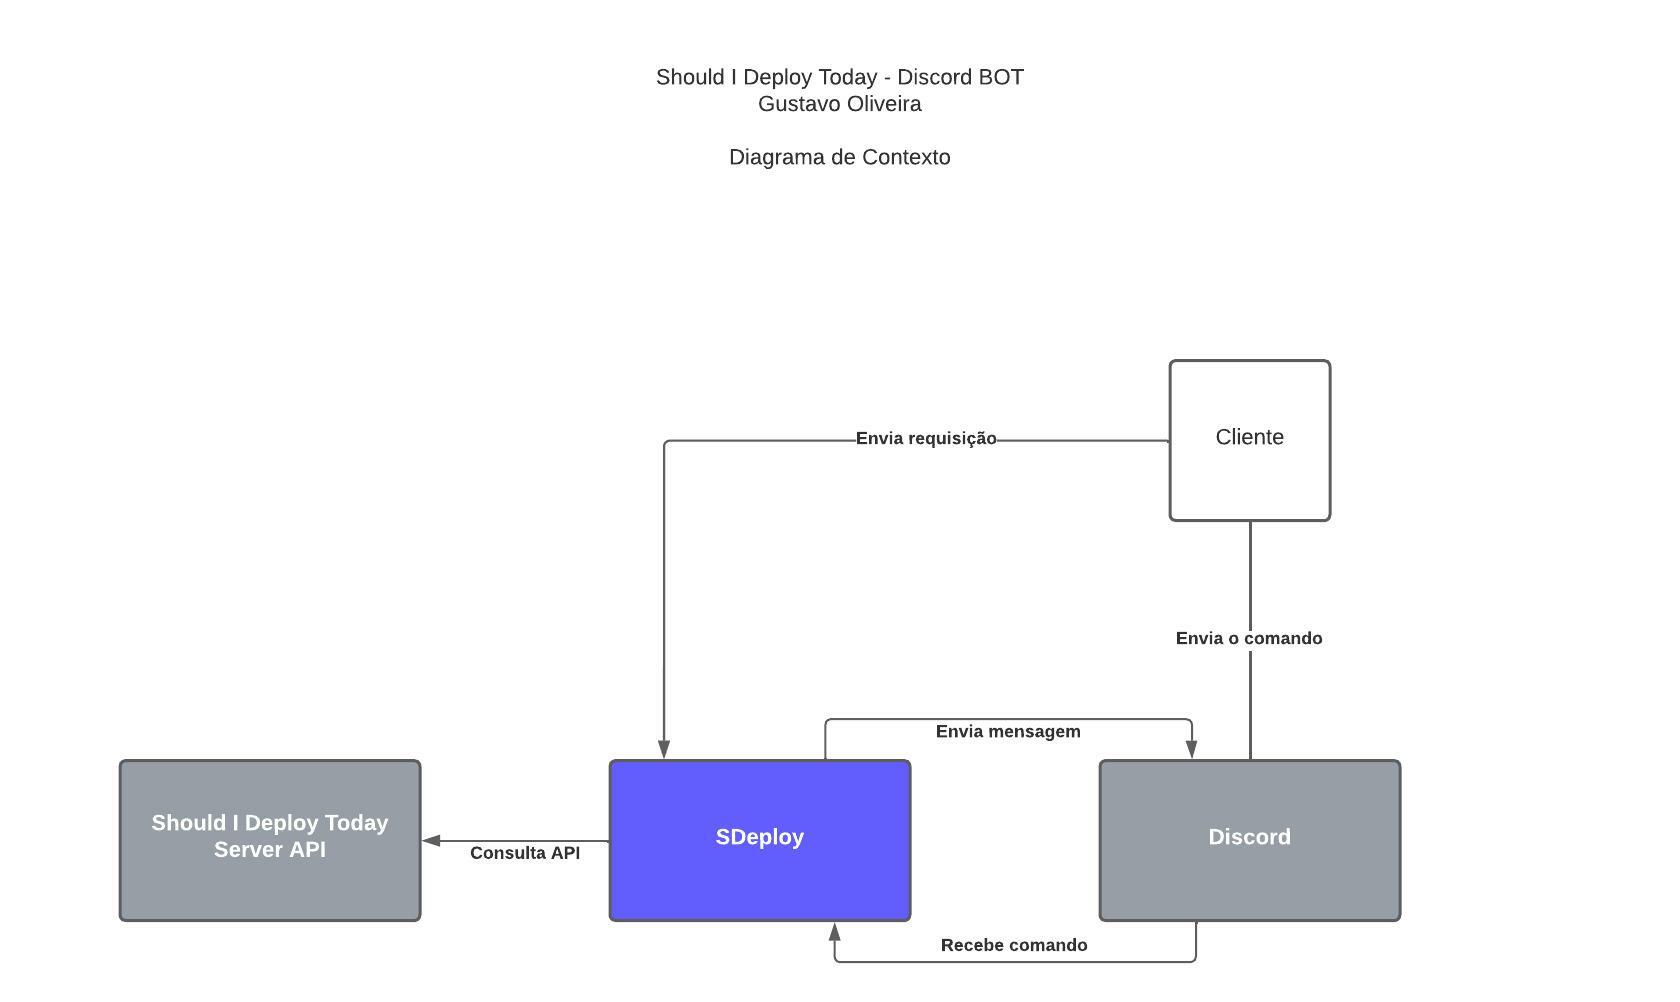 Should I Deploy Today - Discord BOT
Gustavo Oliveira
Diagrama de Contexto
Cliente
Envia requisição
Envia o comando
Envia mensagem
Should I Deploy Today
Server API
Consulta API
SDeploy
Discord
Recebe comando